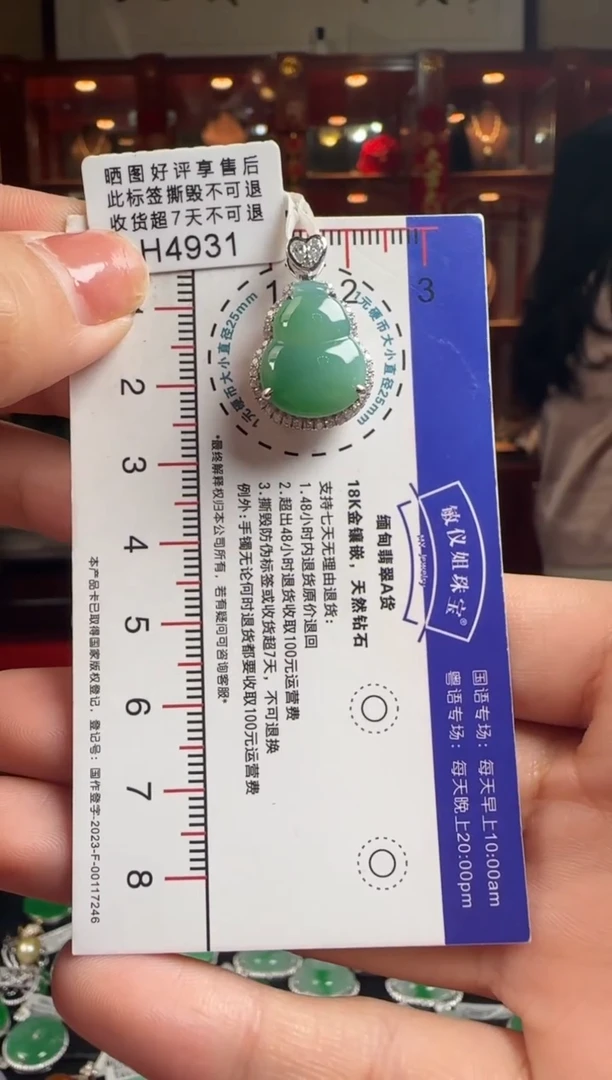 晒图好评享售后
此标签撕毁不可退
收货超7天不可退
H4931
1
2
3
1元硬币大小直径25mm
1元硬币大小直径25mm
2
3
4
5
6
7
8
敏仪姐珠宝®
MY Jewelry
国语专场：每天早上10:00am
粤语专场：每天晚上20:00pm
缅甸翡翠A货
18K金镶嵌，天然钻石
支持七天无理由退货：
1.48小时内退货原价退回
2.超出48小时退货收取100元运营费
3.撕毁防伪标签或收货超7天，不可退换
例外:手镯无论何时退货都要收取100元运营费
*最终解释权归本公司所有，若有疑问可咨询客服*
本产品卡已取得国家版权登记，登记号：国作登字-2023-F-00117246